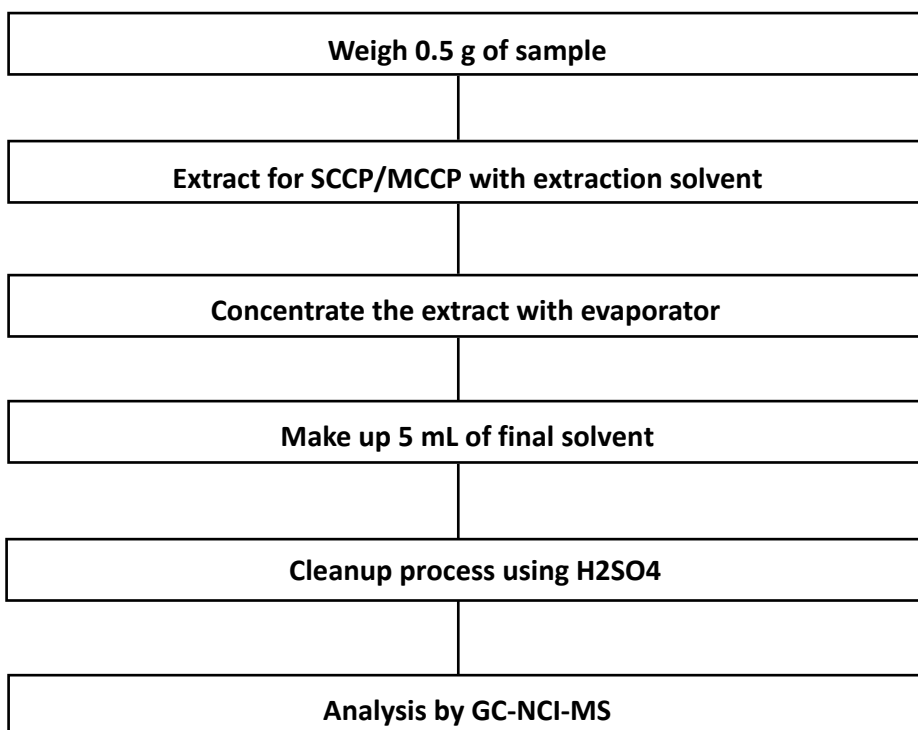 Weigh 0.5 g of sample
Extract for SCCP/MCCP with extraction solvent
Concentrate the extract with evaporator
Make up 5 mL of final solvent
Cleanup process using H2SO4
Analysis by GC-NCI-MS